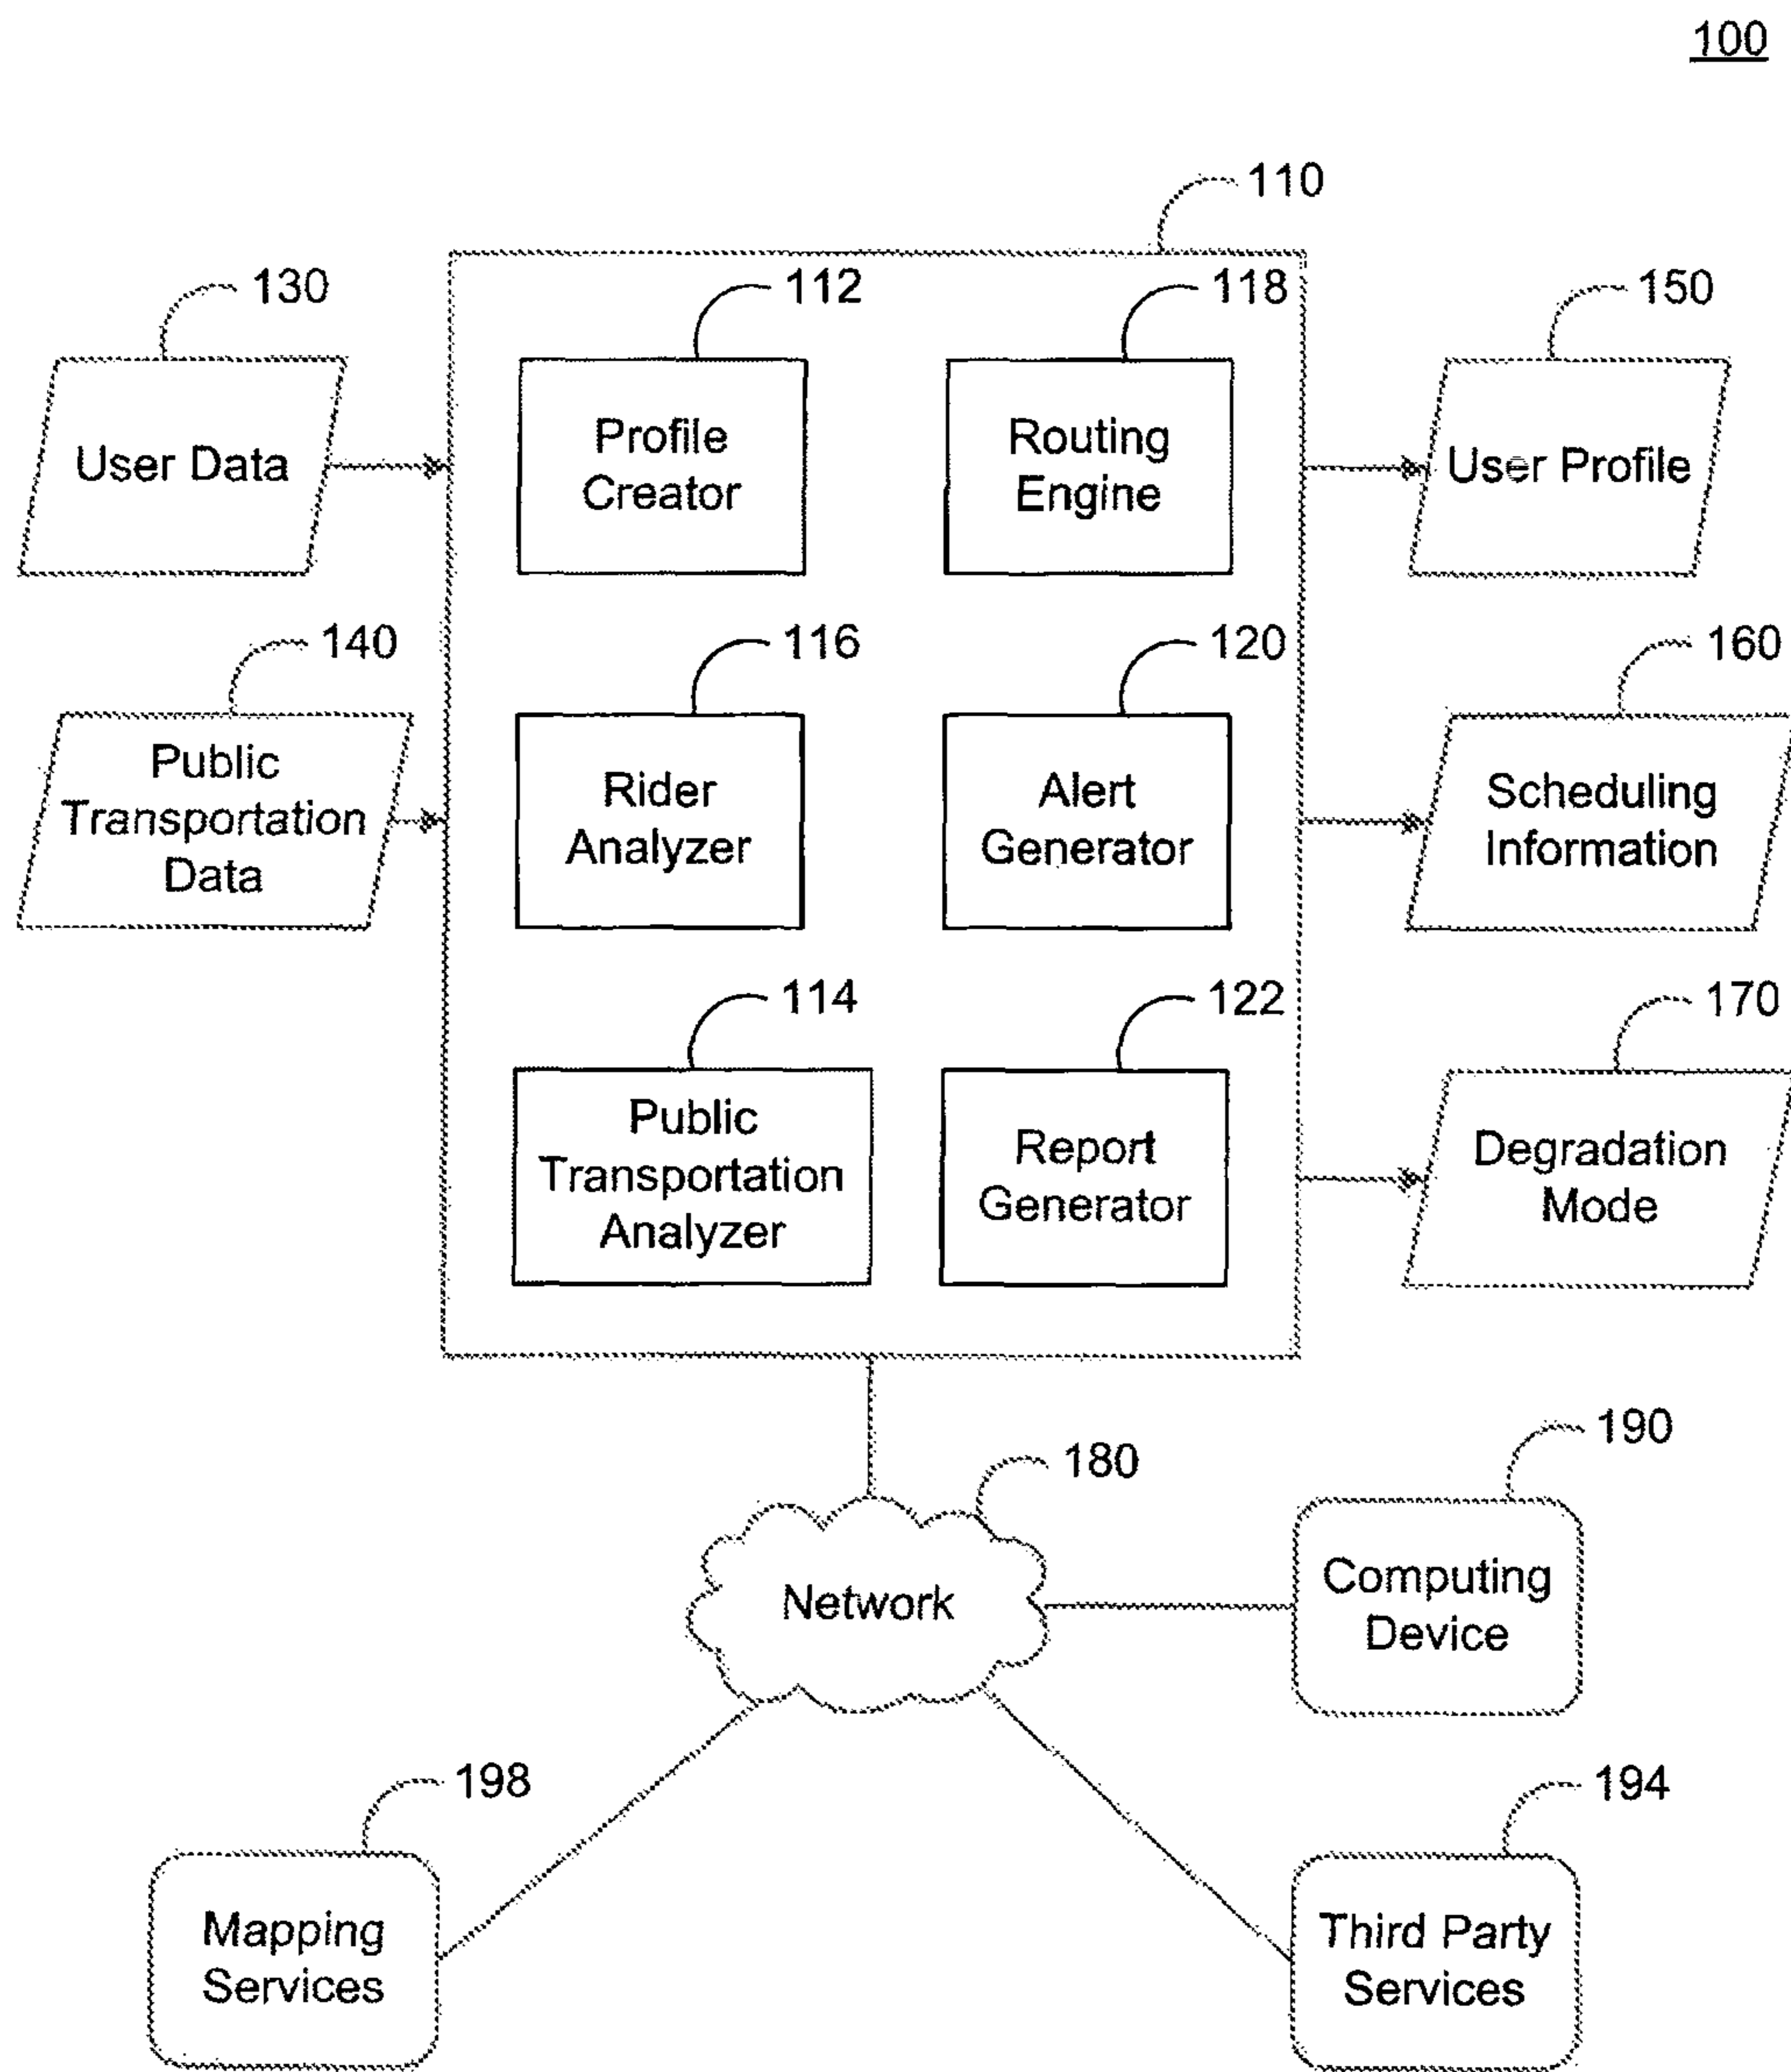 100
110
130
112
118
150
User Data
Profile
Creator
Routing
Engine
User Profile
140
116
120
160
Public
Transportation
Data
Rider
Analyzer
Alert
Generator
Scheduling
Information
114
122
170
Public
Transportation
Analyzer
Report
Generator
Degradation
Mode
180
190
Network
Computing
Device
198
194
Mapping
Services
Third Party
Services